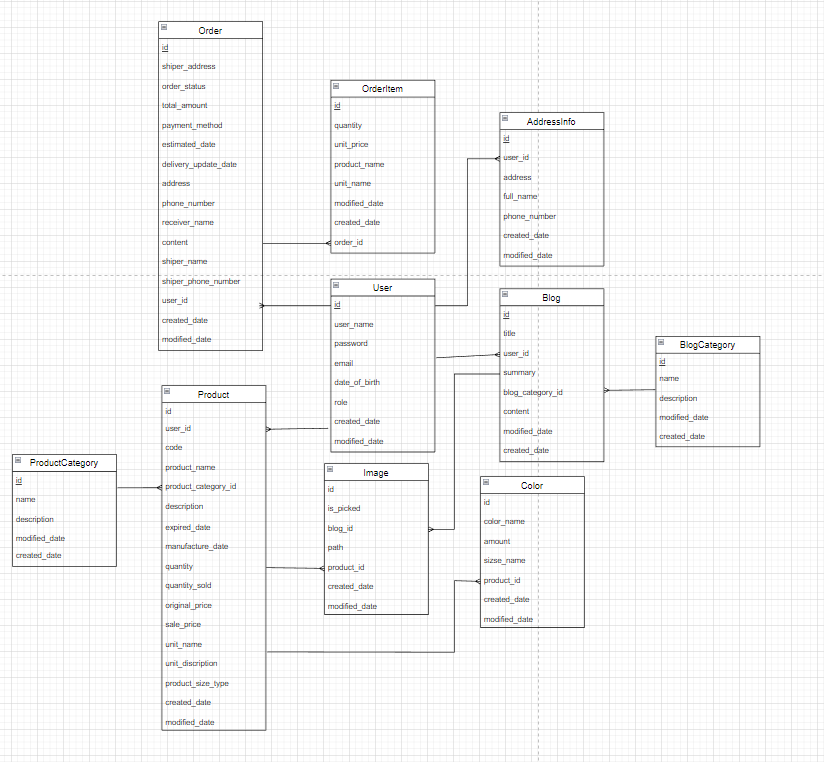 Order
id
shiper_address
order_status
total_amount
payment_method
estimated_date
delivery_update_date
address
phone_number
receiver_name
content
shiper_name
shiper_phone_number
user_id
created_date
modified_date
OrderItem
id
quantity
unit_price
product_name
unit_name
modified_date
created_date
order_id
AddressInfo
id
user_id
address
full_name
phone_number
created_date
modified_date
User
id
user_name
password
email
date_of_birth
role
created_date
modified_date
Blog
id
title
user_id
summary
blog_category_id
content
modified_date
created_date
BlogCategory
id
name
description
modified_date
created_date
Product
id
user_id
code
product_name
product_category_id
description
expired_date
manufacture_date
quantity
quantity_sold
original_price
sale_price
unit_name
unit_discription
product_size_type
created_date
modified_date
ProductCategory
id
name
description
modified_date
created_date
Image
id
is_picked
blog_id
path
product_id
created_date
modified_date
Color
id
color_name
amount
sizse_name
product_id
created_date
modified_date